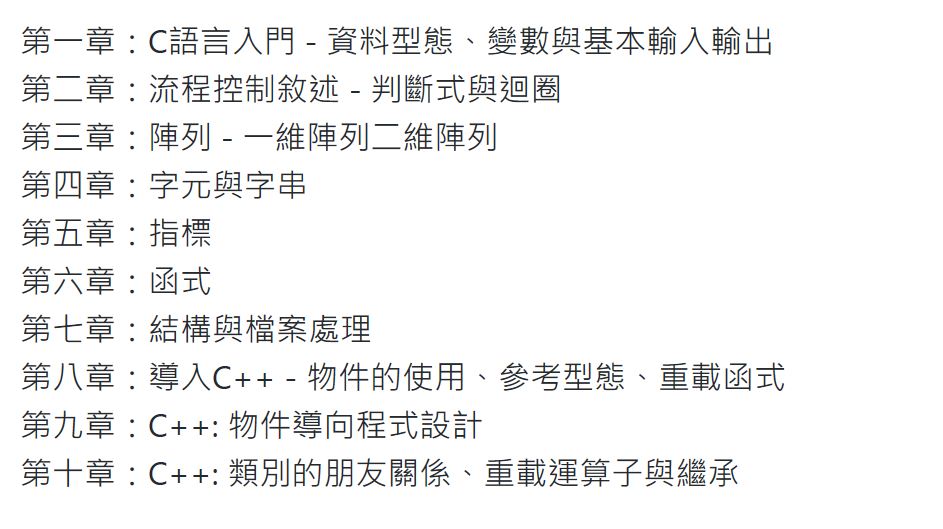 第一章：C語言入門 - 資料型態、變數與基本輸入輸出
第二章：流程控制敘述 - 判斷式與迴圈
第三章：陣列 - 一維陣列二維陣列
第四章：字元與字串
第五章：指標
第六章：函式
第七章：結構與檔案處理
第八章：導入C++ - 物件的使用、參考型態、重載函式
第九章：C++: 物件導向程式設計
第十章：C++: 類別的朋友關係、重載運算子與繼承